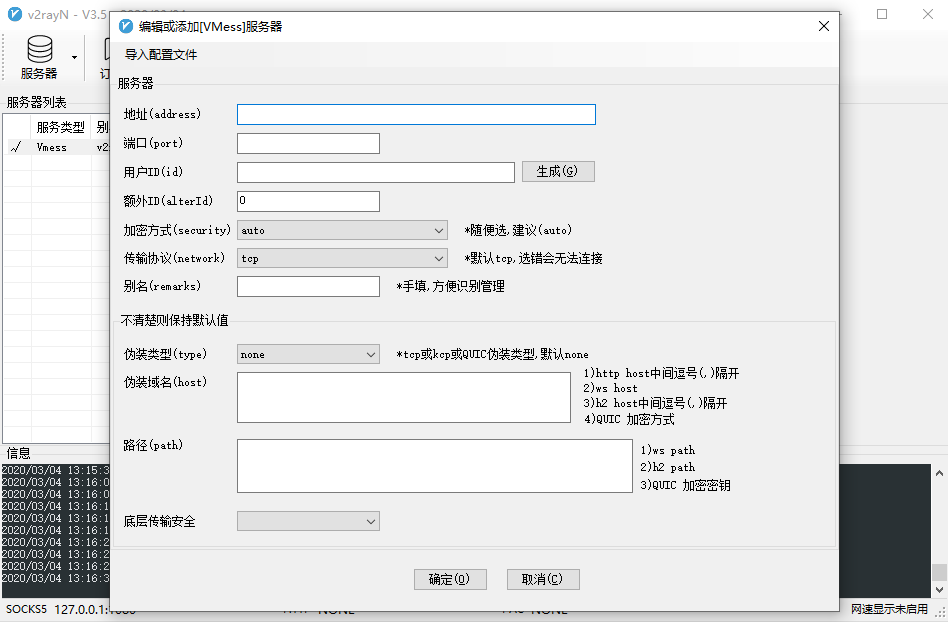 v2rayN - V3.5
编辑或添加[VMess]服务器
导入配置文件
服务器
订
服务器列表
服务类型 别
Vmess v2
服务器
地址(address)
端口(port)
用户ID(id) 生成(G)
额外ID(alterId) 0
加密方式(security) auto *随便选,建议(auto)
传输协议(network) tcp *默认tcp,选错会无法连接
别名(remarks) *手填,方便识别管理
不清楚则保持默认值
伪装类型(type) none *tcp或kcp或QUIC伪装类型,默认none
伪装域名(host)
1)http host中间逗号(,)隔开
2)ws host
3)h2 host中间逗号(,)隔开
4)QUIC 加密方式
路径(path)
1)ws path
2)h2 path
3)QUIC 加密密钥
底层传输安全
确定(O) 取消(C)
信息
2020/03/04 13:15:3
2020/03/04 13:16:0
2020/03/04 13:16:0
2020/03/04 13:16:1
2020/03/04 13:16:1
2020/03/04 13:16:1
2020/03/04 13:16:2
2020/03/04 13:16:2
2020/03/04 13:16:2
2020/03/04 13:16:3
SOCKS5 127.0.0.1:1080 NONE NONE 网速显示未启用